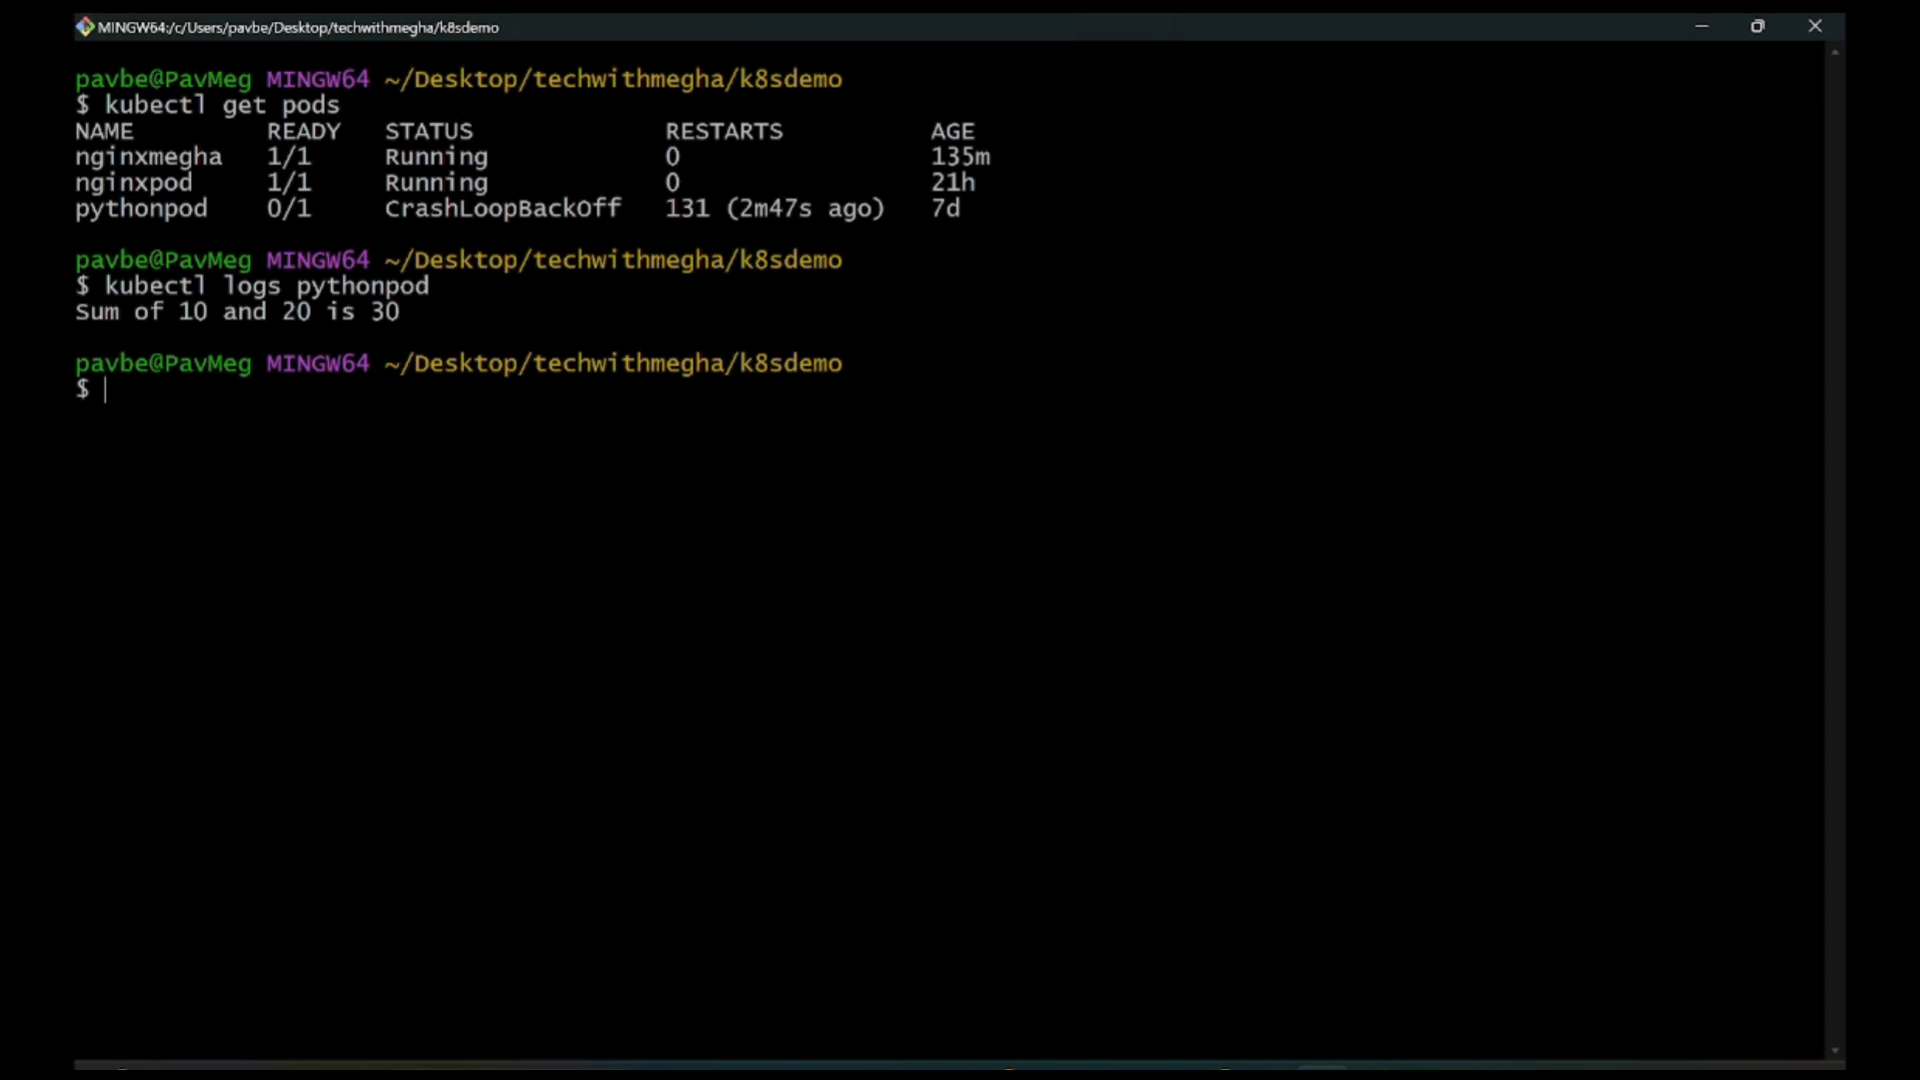 MINGW64:/c/Users/pavbe/Desktop/techwithmegha/k8sdemo
pavbe@PavMeg MINGW64 ~/Desktop/techwithmegha/k8sdemo
$ kubectl get pods
NAME READY STATUS RESTARTS AGE
nginxmegha 1/1 Running 0 135m
nginxpod 1/1 Running 0 21h
pythonpod 0/1 CrashLoopBackOff 131 (2m47s ago) 7d
pavbe@PavMeg MINGW64 ~/Desktop/techwithmegha/k8sdemo
$ kubectl logs pythonpod
Sum of 10 and 20 is 30
pavbe@PavMeg MINGW64 ~/Desktop/techwithmegha/k8sdemo
$